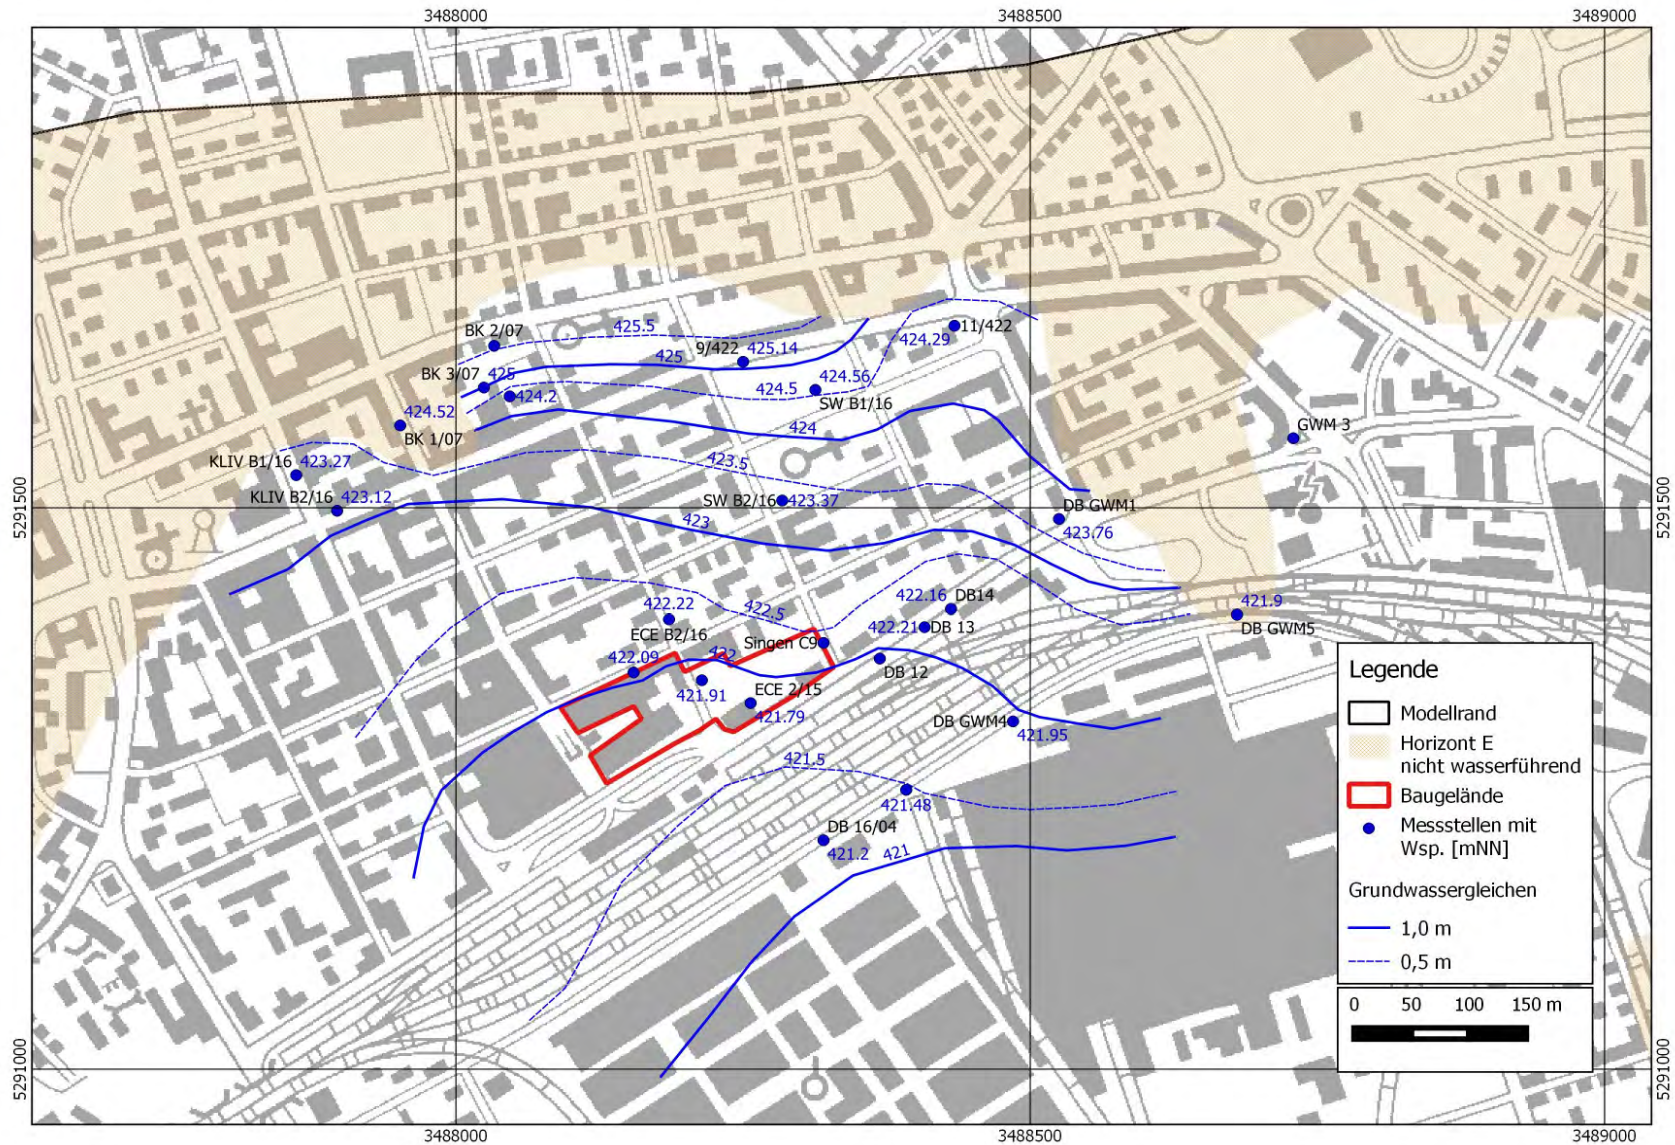 3488000
3488500
3489000
5291500
5291500
5291000
5291000
3488000
3488500
3489000
BK 2/07
425.5
9/422
425.14
424.29
11/422
425
BK 3/07
425
424.2
424.5
424.56
SW B1/16
424.52
BK 1/07
424
GWM 3
KLIV B1/16
423.27
423.5
KLIV B2/16
423.12
SW B2/16
423.37
DB GWM1
423
423.76
422.16
DB14
421.9
422.22
422.5
422.21
DB 13
DB GWM5
ECE B2/16
Singen C9
422.09
422
DB 12
421.91
ECE 2/15
421.79
DB GWM4
421.95
421.5
421.48
DB 16/04
421.2
421
Legende
Modellrand
Horizont E
nicht wasserführend
Baugelände
Messstellen mit
Wsp. [mNN]
Grundwassergleichen
1,0 m
0,5 m
0 50 100 150 m